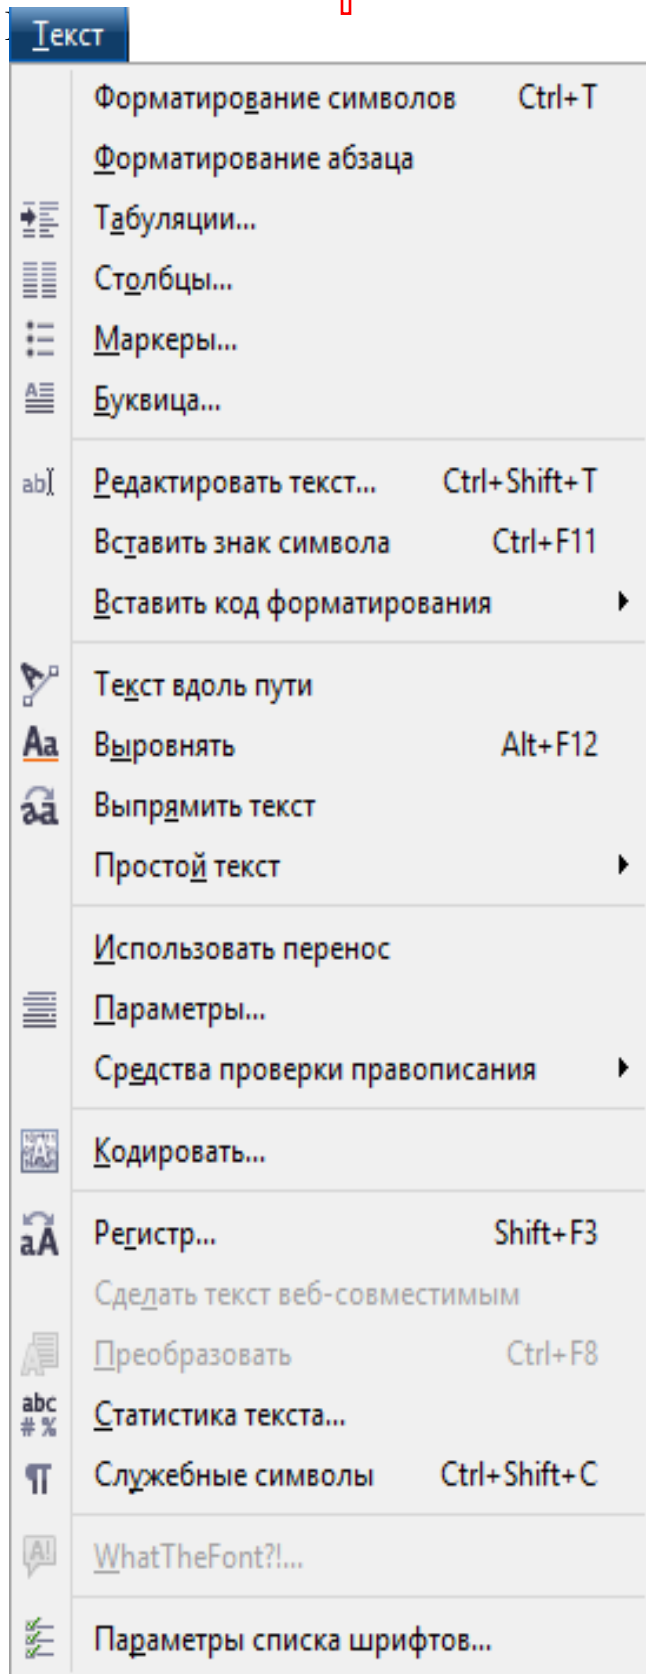 Текст
Форматирование символов Ctrl+T
Форматирование абзаца
Табуляции...
Столбцы...
Маркеры...
Буквица...
Редактировать текст... Ctrl+Shift+T
Вставить знак символа Ctrl+F11
Вставить код форматирования
Текст вдоль пути
Выровнять Alt+F12
Выпрямить текст
Простой текст
Использовать перенос
Параметры...
Средства проверки правописания
Кодировать...
Регистр... Shift+F3
Сделать текст веб-совместимым
Преобразовать Ctrl+F8
Статистика текста...
Служебные символы Ctrl+Shift+C
WhatTheFont?!...
Параметры списка шрифтов...